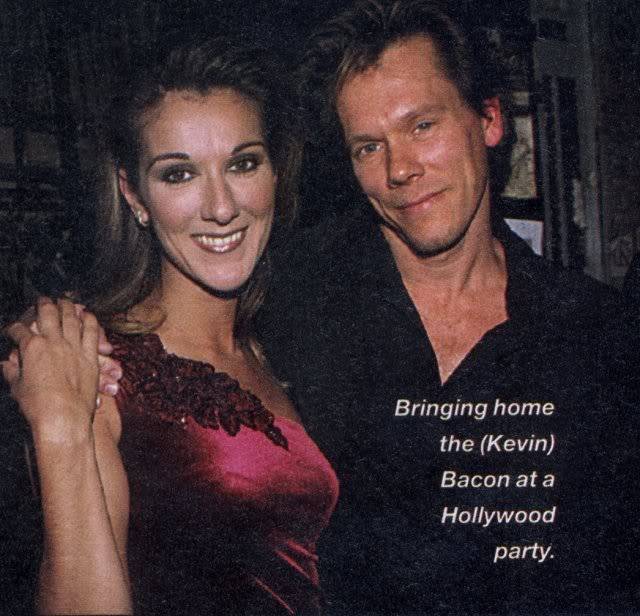 Bringing home
the (Kevin)
Bacon at a
Hollywood
party.